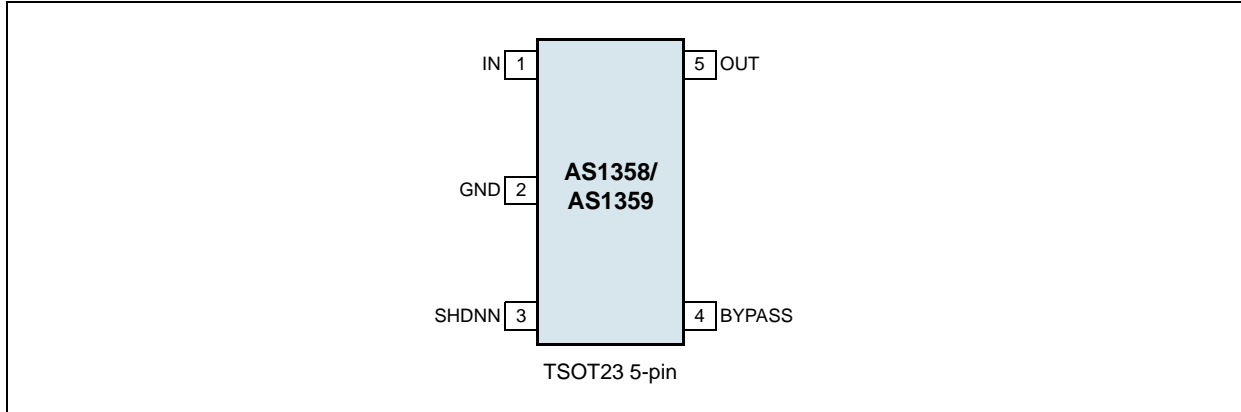 IN 1
5 OUT
AS1358/
AS1359
GND 2
SHDNN 3
4 BYPASS
TSOT23 5-pin